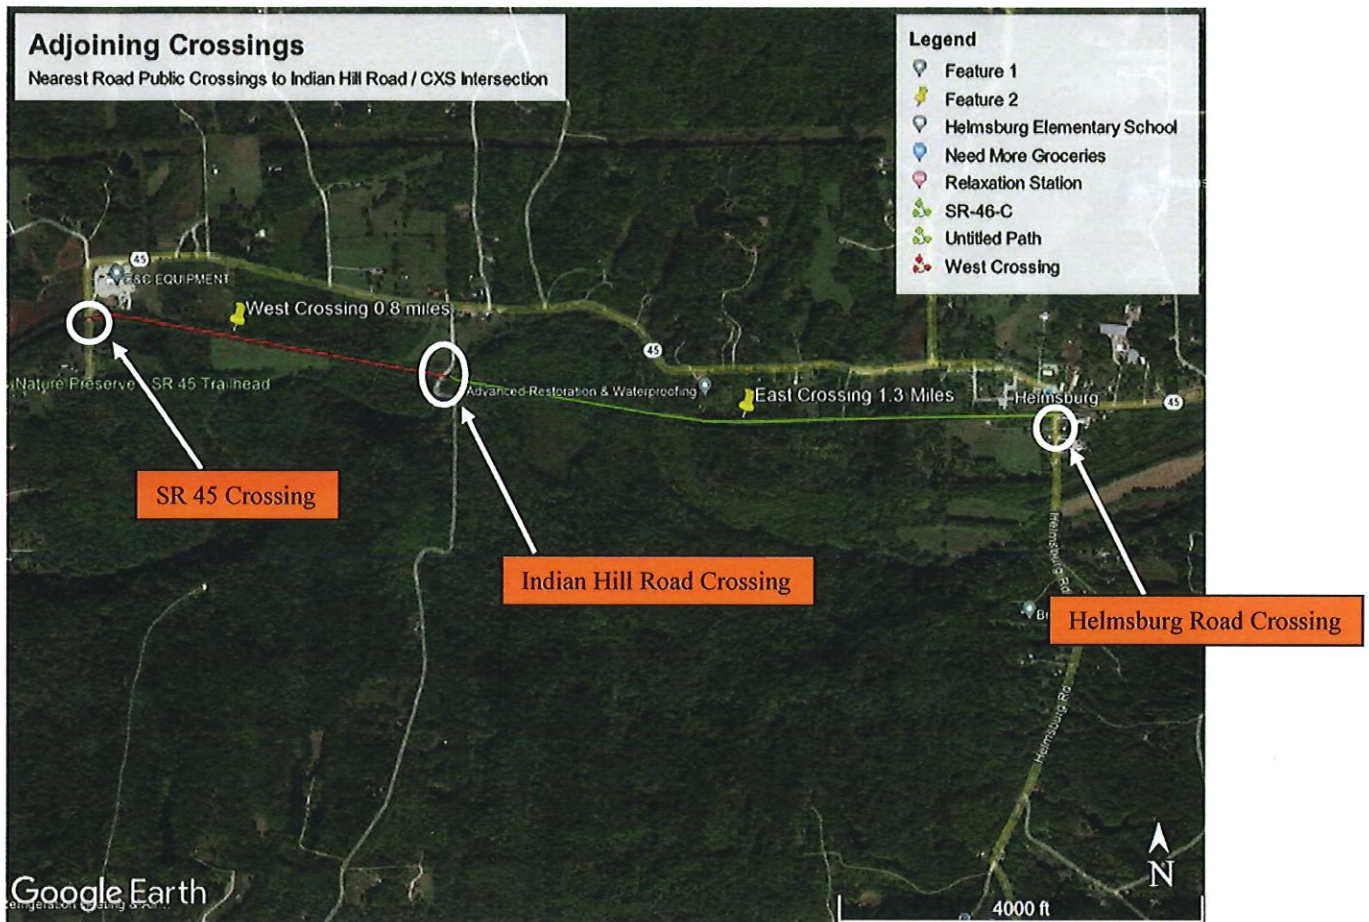 Adjoining Crossings
Nearest Road Public Crossings to Indian Hill Road / CXS Intersection
Legend
Feature 1
Feature 2
Helmsburg Elementary School
Need More Groceries
Relaxation Station
SR-46-C
Untitled Path
West Crossing
45
C EQUIPMENT
West Crossing 0.8 miles
45
Nature Preserve - SR 45 Trailhead
Advanced Restoration & Waterproofing
East Crossing 1.3 Miles
Helmsburg
45
SR 45 Crossing
Indian Hill Road Crossing
Helmsburg Rd
Helmsburg Road Crossing
Helmsburg Rd
N
Google Earth
4000 ft